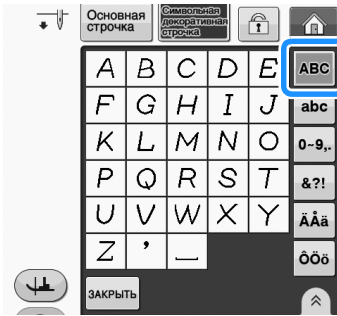 Основная строчка
Символьная декоративная строчка
A B C D E ABC
F G H I J abc
K L M N O 0~9,.
P Q R S T &?!
U V W X Y ÄÅä
Z ’ _ ôÖö
ЗАКРЫТЬ